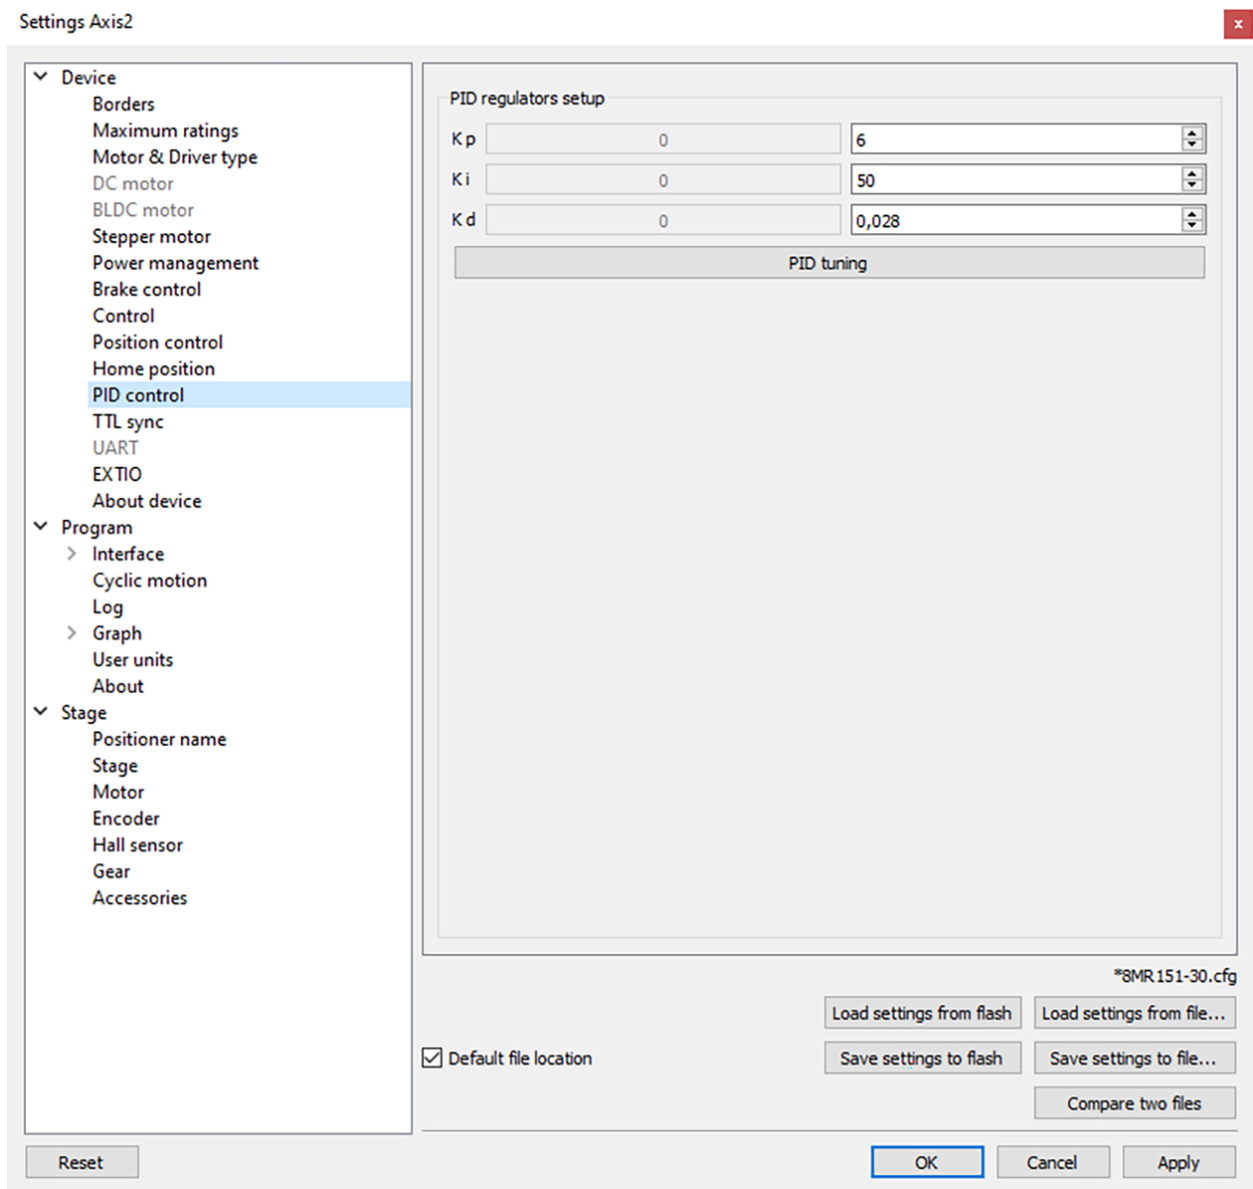 Settings Axis2
x
Device
Borders
Maximum ratings
Motor & Driver type
DC motor
BLDC motor
Stepper motor
Power management
Brake control
Control
Position control
Home position
PID control
TTL sync
UART
EXTIO
About device
Program
Interface
Cyclic motion
Log
Graph
User units
About
Stage
Positioner name
Stage
Motor
Encoder
Hall sensor
Gear
Accessories
PID regulators setup
Kp 0 6
Ki 0 50
Kd 0 0,028
PID tuning
*8MR151-30.cfg
Load settings from flash Load settings from file...
Default file location Save settings to flash Save settings to file...
Compare two files
Reset OK Cancel Apply